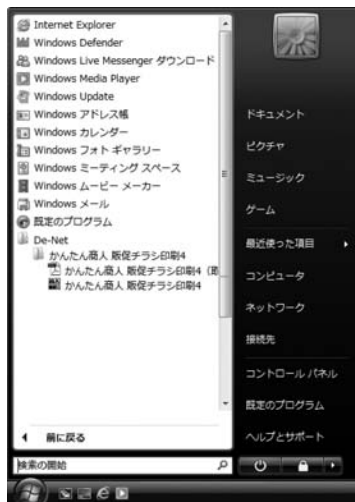 Internet Explorer
Windows Defender
Windows Live Messenger ダウンロード
Windows Media Player
Windows Update
Windows アドレス帳
Windows カレンダー
Windows フォト ギャラリー
Windows ミーティング スペース
Windows ムービー メーカー
Windows メール
既定のプログラム
De-Net
かんたん商人 販促チラシ印刷4
かんたん商人 販促チラシ印刷4 (取
かんたん商人 販促チラシ印刷4
前に戻る
検索の開始
ドキュメント
ピクチャ
ミュージック
ゲーム
最近使った項目
コンピュータ
ネットワーク
接続先
コントロール パネル
既定のプログラム
ヘルプとサポート